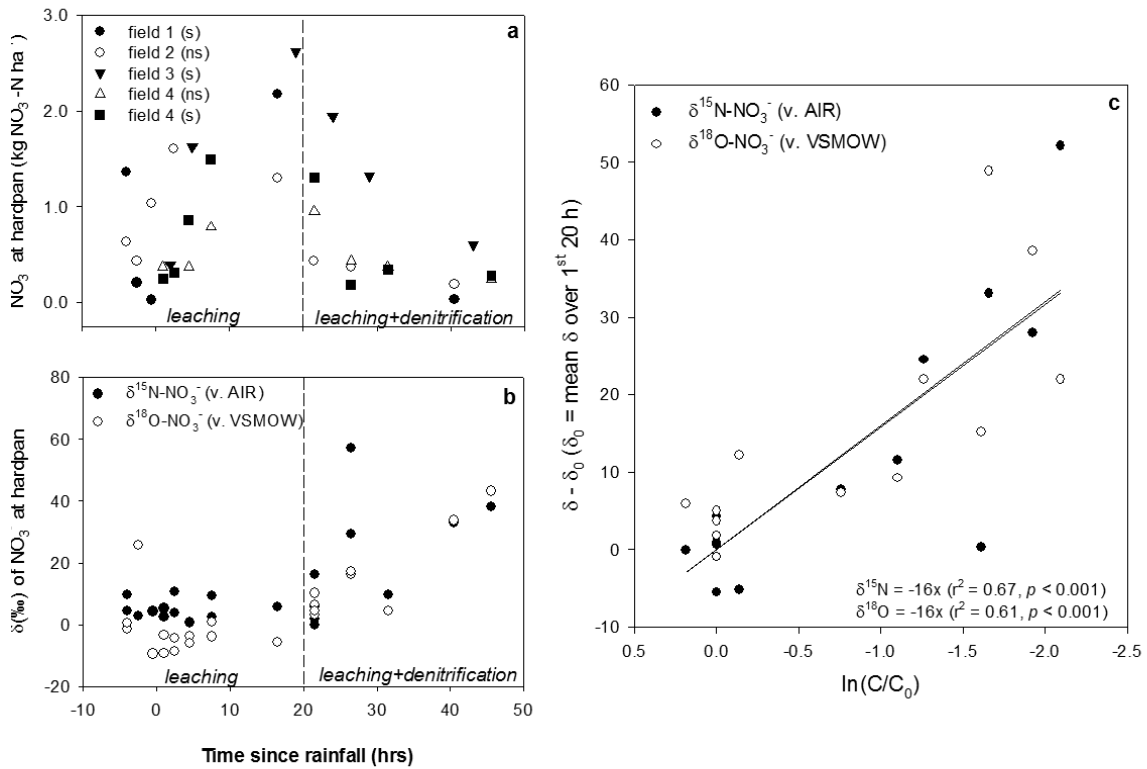 a
field 1 (s)
field 2 (ns)
field 3 (s)
field 4 (ns)
field 4 (s)
NO₃⁻ at hardpan (kg NO₃⁻-N ha⁻¹)
3.0
2.0
1.0
0.0
leaching
leaching+denitrification
b
δ¹⁵N-NO₃⁻ (v. AIR)
δ¹⁸O-NO₃⁻ (v. VSMOW)
δ(‰) of NO₃⁻ at hardpan
80
60
40
20
0
-20
leaching
leaching+denitrification
-10 0 10 20 30 40 50
Time since rainfall (hrs)
c
δ¹⁵N-NO₃⁻ (v. AIR)
δ¹⁸O-NO₃⁻ (v. VSMOW)
δ - δ₀ (δ₀ = mean δ over 1ˢᵗ 20 h)
60
50
40
30
20
10
0
-10
δ¹⁵N = -16x (r² = 0.67, p < 0.001)
δ¹⁸O = -16x (r² = 0.61, p < 0.001)
0.5 0.0 -0.5 -1.0 -1.5 -2.0 -2.5
ln(C/C₀)